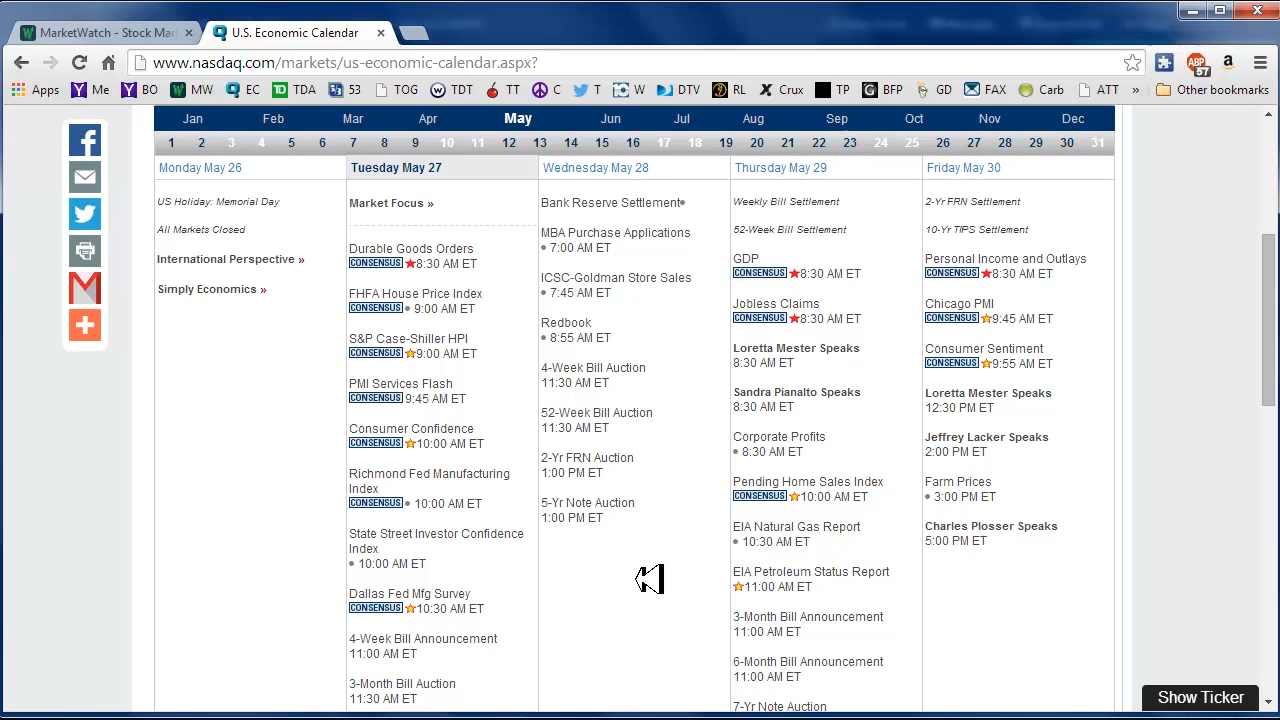 MarketWatch - Stock Mar
U.S. Economic Calendar
www.nasdaq.com/markets/us-economic-calendar.aspx?
ABP
57
Apps Me BO MW EC TDA 53 TOG TDT TT C T W DTV RL Crux TP BFP GD FAX Carb ATT » Other bookmarks
Jan Feb Mar Apr May Jun Jul Aug Sep Oct Nov Dec
1 2 3 4 5 6 7 8 9 10 11 12 13 14 15 16 17 18 19 20 21 22 23 24 25 26 27 28 29 30 31
Monday May 26
US Holiday: Memorial Day
All Markets Closed
International Perspective »
Simply Economics »
Tuesday May 27
Market Focus »
Durable Goods Orders
CONSENSUS 8:30 AM ET
FHFA House Price Index
CONSENSUS 9:00 AM ET
S&P Case-Shiller HPI
CONSENSUS 9:00 AM ET
PMI Services Flash
CONSENSUS 9:45 AM ET
Consumer Confidence
CONSENSUS 10:00 AM ET
Richmond Fed Manufacturing
Index
CONSENSUS 10:00 AM ET
State Street Investor Confidence
Index
10:00 AM ET
Dallas Fed Mfg Survey
CONSENSUS 10:30 AM ET
4-Week Bill Announcement
11:00 AM ET
3-Month Bill Auction
11:30 AM ET
Wednesday May 28
Bank Reserve Settlement
MBA Purchase Applications
7:00 AM ET
ICSC-Goldman Store Sales
7:45 AM ET
Redbook
8:55 AM ET
4-Week Bill Auction
11:30 AM ET
52-Week Bill Auction
11:30 AM ET
2-Yr FRN Auction
1:00 PM ET
5-Yr Note Auction
1:00 PM ET
Thursday May 29
Weekly Bill Settlement
52-Week Bill Settlement
GDP
CONSENSUS 8:30 AM ET
Jobless Claims
CONSENSUS 8:30 AM ET
Loretta Mester Speaks
8:30 AM ET
Sandra Pianalto Speaks
8:30 AM ET
Corporate Profits
8:30 AM ET
Pending Home Sales Index
CONSENSUS 10:00 AM ET
EIA Natural Gas Report
10:30 AM ET
EIA Petroleum Status Report
11:00 AM ET
3-Month Bill Announcement
11:00 AM ET
6-Month Bill Announcement
11:00 AM ET
7-Yr Note Auction
Friday May 30
2-Yr FRN Settlement
10-Yr TIPS Settlement
Personal Income and Outlays
CONSENSUS 8:30 AM ET
Chicago PMI
CONSENSUS 9:45 AM ET
Consumer Sentiment
CONSENSUS 9:55 AM ET
Loretta Mester Speaks
12:30 PM ET
Jeffrey Lacker Speaks
2:00 PM ET
Farm Prices
3:00 PM ET
Charles Plosser Speaks
5:00 PM ET
Show Ticker